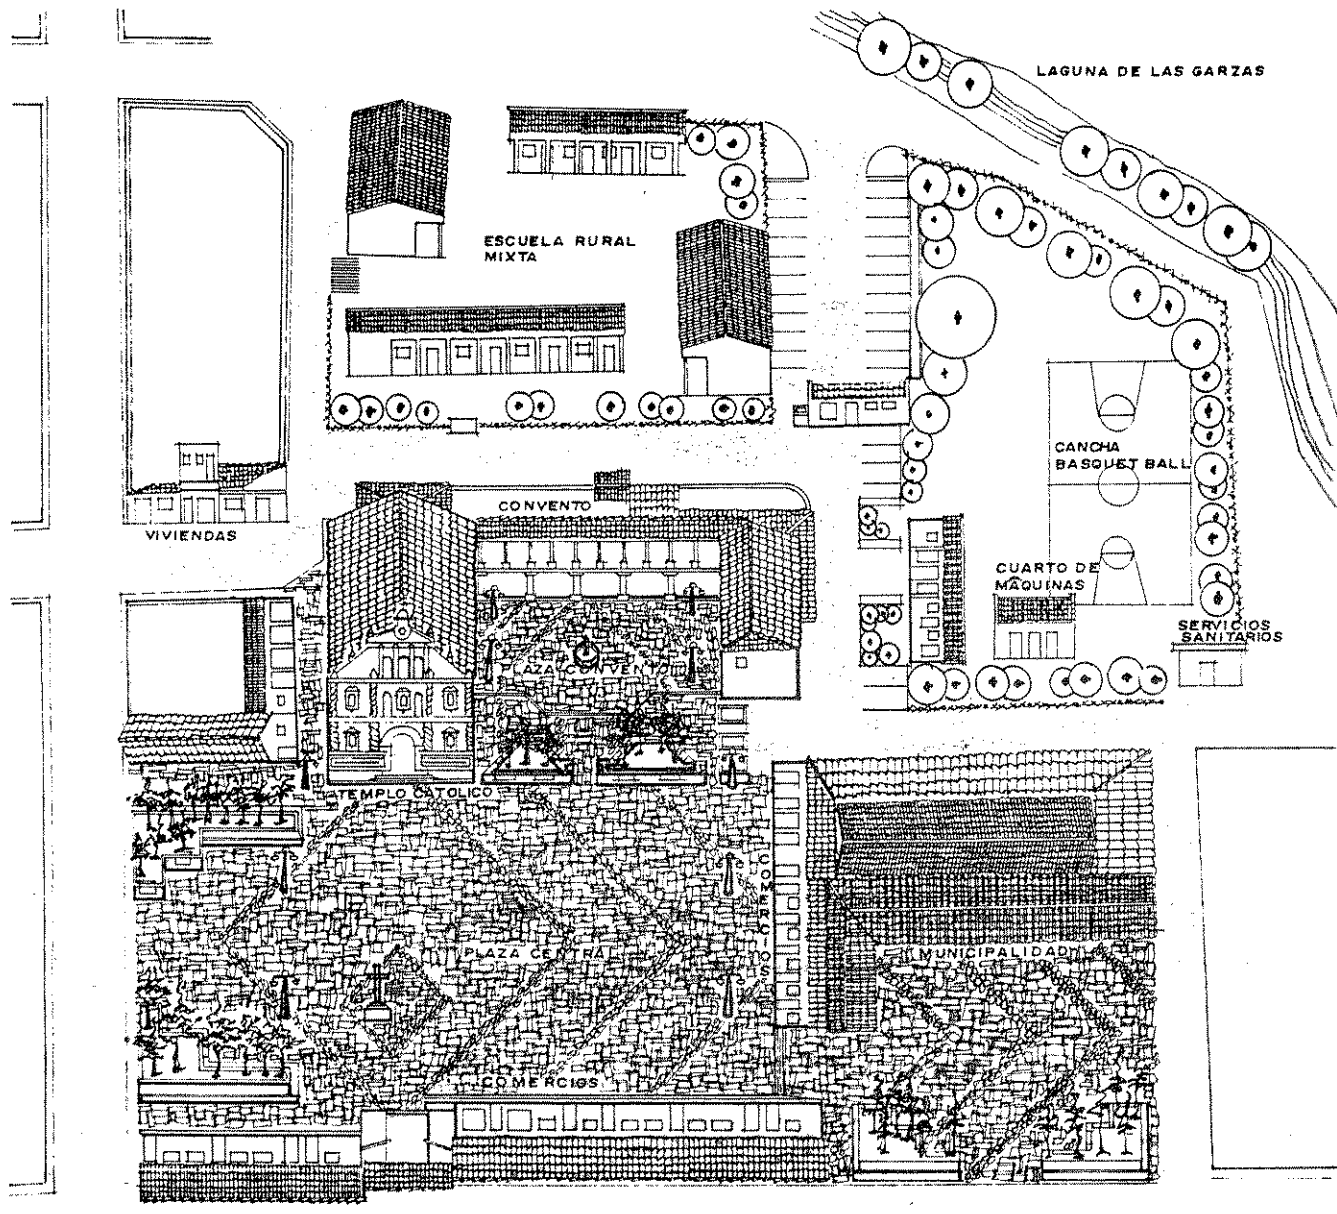 LAGUNA DE LAS GARZAS
ESCUELA RURAL
MIXTA
CANCHA
BASQUET BALL
CONVENTO
VIVIENDAS
CUARTO DE
MAQUINAS
SERVICIOS
SANITARIOS
PLAZA CONVENTO
TEMPLO CATOLICO
COMERCIOS
PLAZA CENTRAL
MUNICIPALIDAD
COMERCIOS